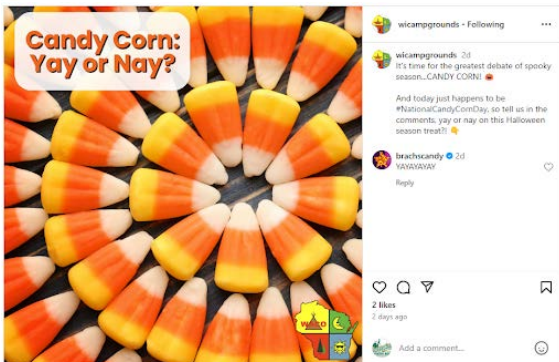 Candy Corn:
Yay or Nay?
WACO
wicampgrounds • Following
wicampgrounds 2d
It's time for the greatest debate of spooky
season...CANDY CORN! 🎃
And today just happens to be
#NationalCandyCornDay, so tell us in the
comments, yay or nay on this Halloween
season treat?! 👇
brachscandy 2d
YAYAYAYAY
Reply
2 likes
2 days ago
Add a comment...